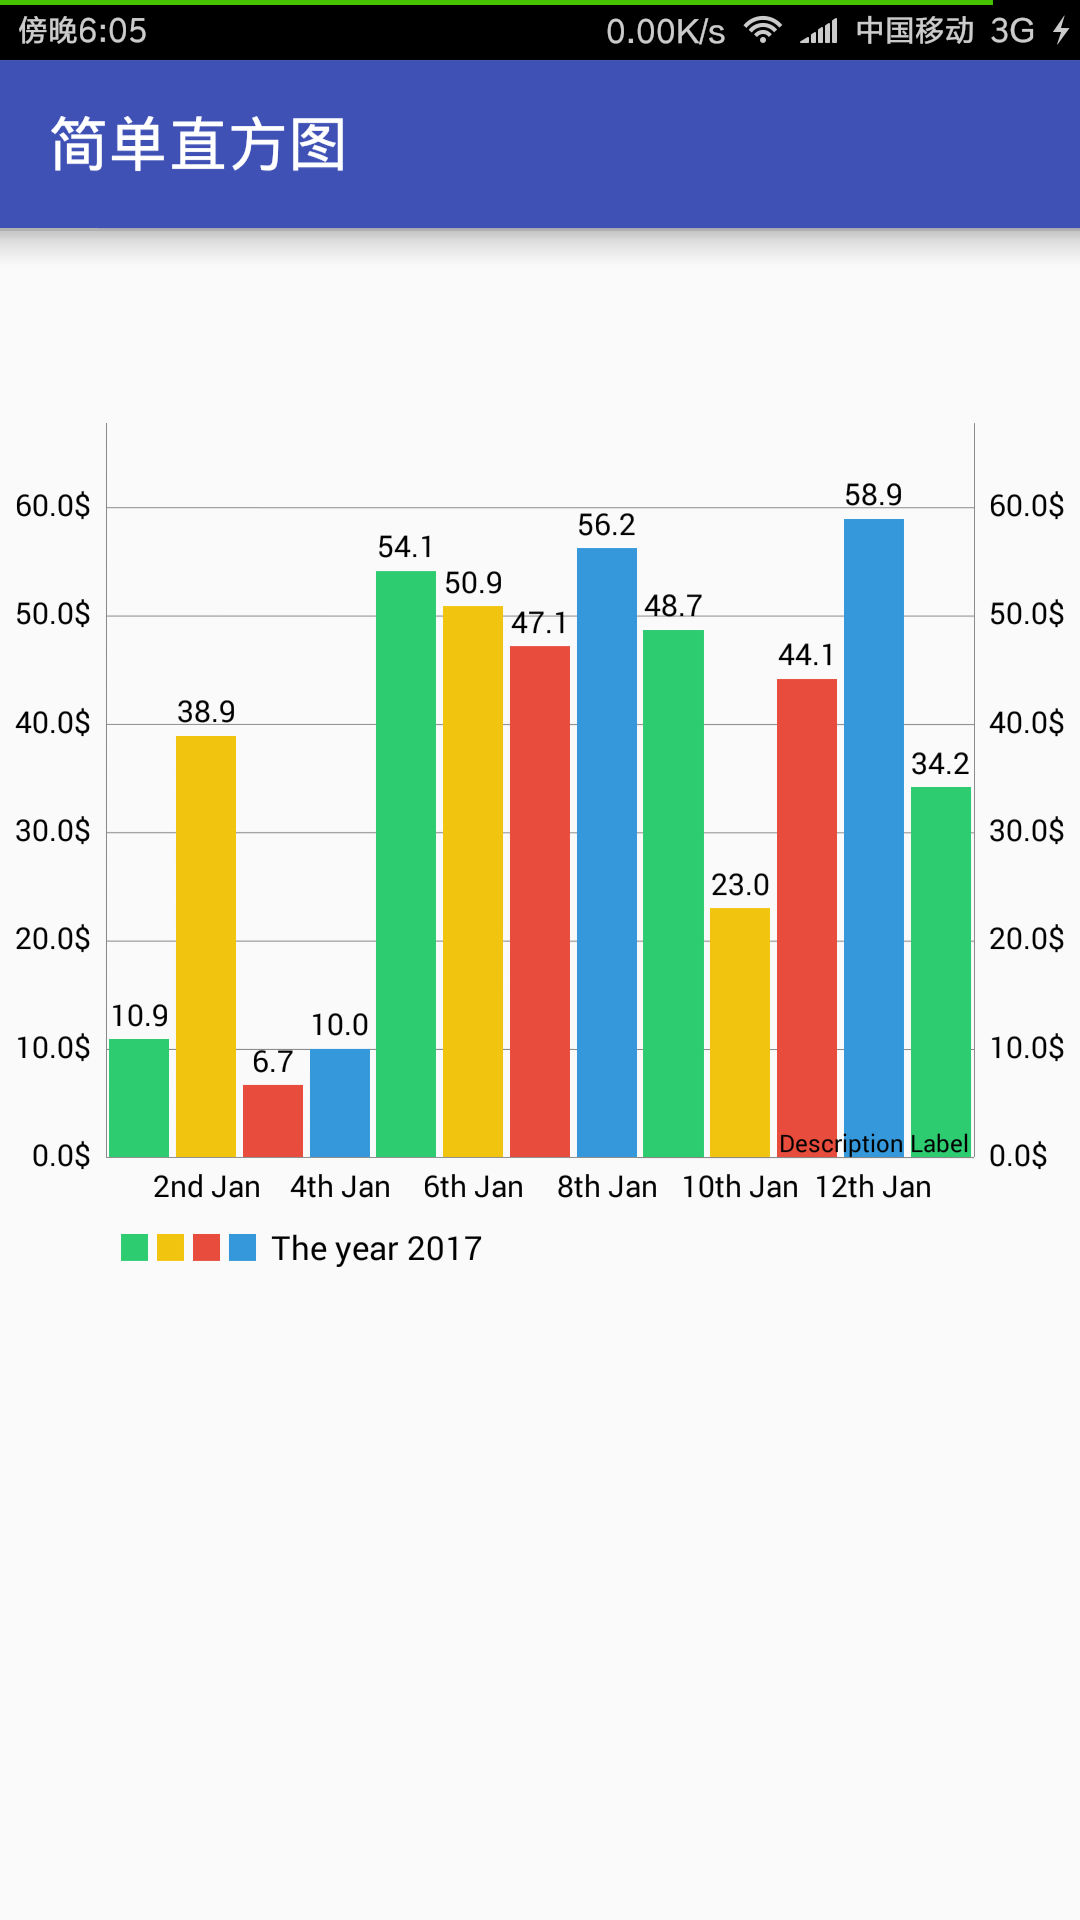 傍晚6:05 0.00K/s 中国移动 3G
简单直方图
58.9
60.0$ 60.0$
56.2
54.1
50.9
48.7
50.0$ 47.1 50.0$
44.1
38.9
40.0$ 40.0$
34.2
30.0$ 30.0$
23.0
20.0$ 20.0$
10.9 10.0
10.0$ 6.7 10.0$
Description Label
0.0$ 0.0$
2nd Jan 4th Jan 6th Jan 8th Jan 10th Jan 12th Jan
The year 2017